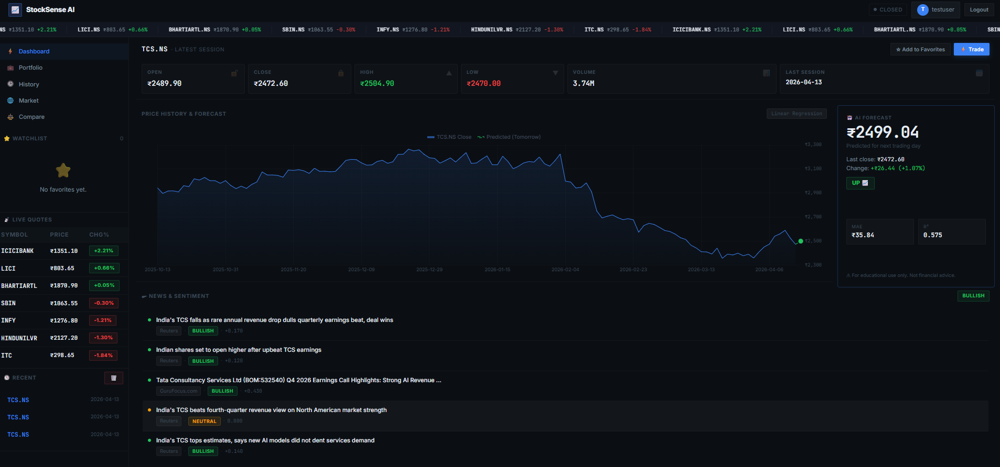 StockSense AI
CLOSED
T testuser
Logout
NS ₹1351.10 +2.21% LICI.NS ₹803.65 +0.66% BHARTIARTL.NS ₹1870.90 +0.05% SBIN.NS ₹1063.55 -0.30% INFY.NS ₹1276.80 -1.21% HINDUNILVR.NS ₹2127.20 -1.30% ITC.NS ₹298.65 -1.84% ICICIBANK.NS ₹1351.10 +2.21% LICI.NS ₹803.65 +0.66% BHARTIARTL.NS ₹1870.90 +0.05% SBIN
Dashboard
Portfolio
History
Market
Compare
WATCHLIST 0
No favorites yet.
LIVE QUOTES
SYMBOL PRICE CHG%
ICICIBANK ₹1351.10 +2.21%
LICI ₹803.65 +0.66%
BHARTIARTL ₹1870.90 +0.05%
SBIN ₹1063.55 -0.30%
INFY ₹1276.80 -1.21%
HINDUNILVR ₹2127.20 -1.30%
ITC ₹298.65 -1.84%
RECENT
TCS.NS 2026-04-13
TCS.NS 2026-04-13
TCS.NS 2026-04-13
TCS.NS · LATEST SESSION
☆ Add to Favorites
Trade
OPEN
₹2489.90
CLOSE
₹2472.60
HIGH
₹2504.90
LOW
₹2470.00
VOLUME
3.74M
LAST SESSION
2026-04-13
PRICE HISTORY & FORECAST
Linear Regression
TCS.NS Close Predicted (Tomorrow)
₹3,300
₹3,100
₹2,900
₹2,700
₹2,500
₹2,300
2025-10-13 2025-10-31 2025-11-20 2025-12-09 2025-12-29 2026-01-15 2026-02-04 2026-02-23 2026-03-13 2026-04-06
AI FORECAST
₹2499.04
Predicted for next trading day
Last close: ₹2472.60
Change: +₹26.44 (+1.07%)
UP
MAE
₹35.84
R²
0.575
⚠ For educational use only. Not financial advice.
NEWS & SENTIMENT
BULLISH
India's TCS falls as rare annual revenue drop dulls quarterly earnings beat, deal wins
Reuters · BULLISH · +0.170
Indian shares set to open higher after upbeat TCS earnings
Reuters · BULLISH · +0.120
Tata Consultancy Services Ltd (BOM:532540) Q4 2026 Earnings Call Highlights: Strong AI Revenue ...
GuruFocus.com · BULLISH · +0.430
India's TCS beats fourth-quarter revenue view on North American market strength
Reuters · NEUTRAL · 0.000
India's TCS tops estimates, says new AI models did not dent services demand
Reuters · BULLISH · +0.140